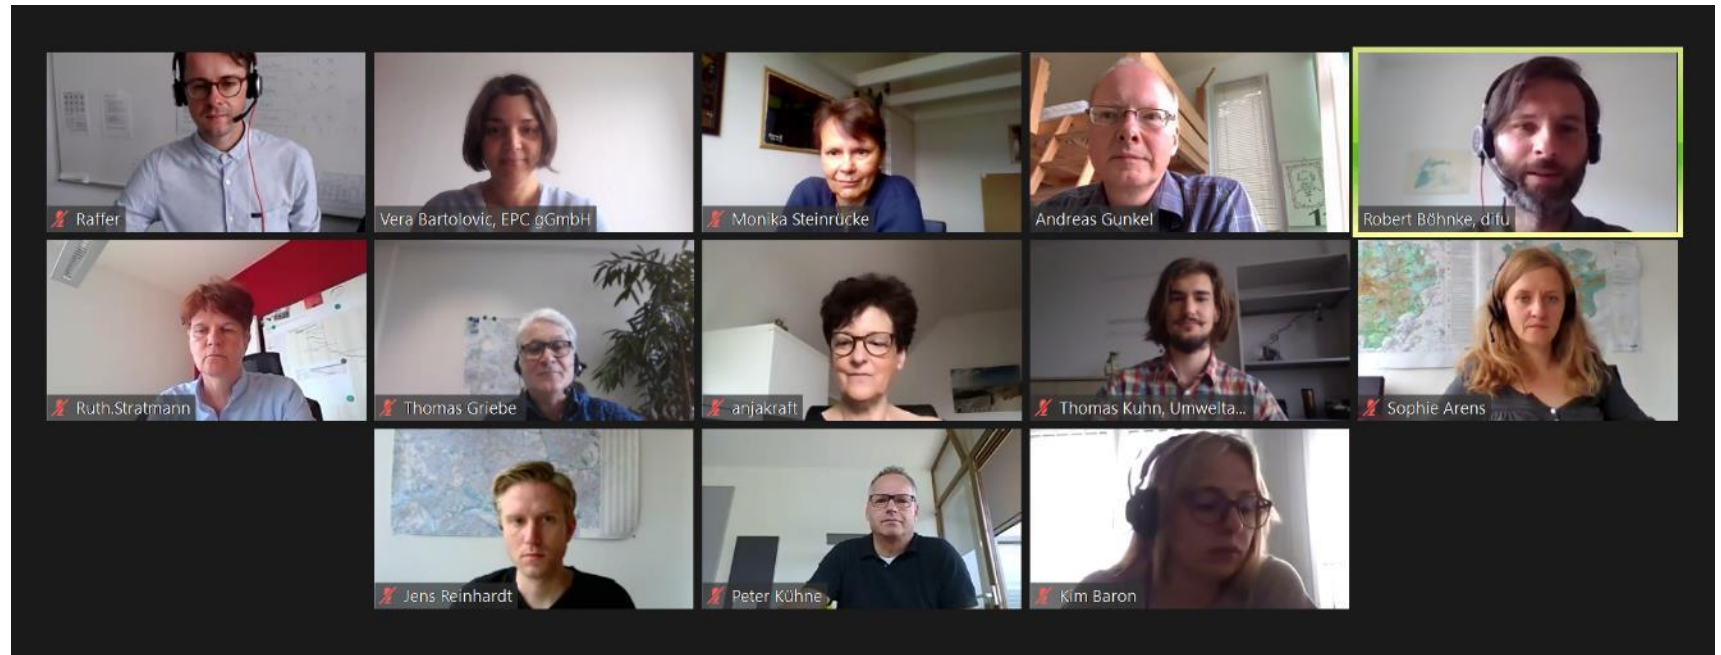 Raffer
Vera Bartolovic, EPC gGmbH
Monika Steinrücke
Andreas Gunkel
Robert Böhnke, difu
Ruth.Stratmann
Thomas Griebe
anjakraft
Thomas Kuhn, Umwelta...
Sophie Arens
Jens Reinhardt
Peter Kühne
Kim Baron